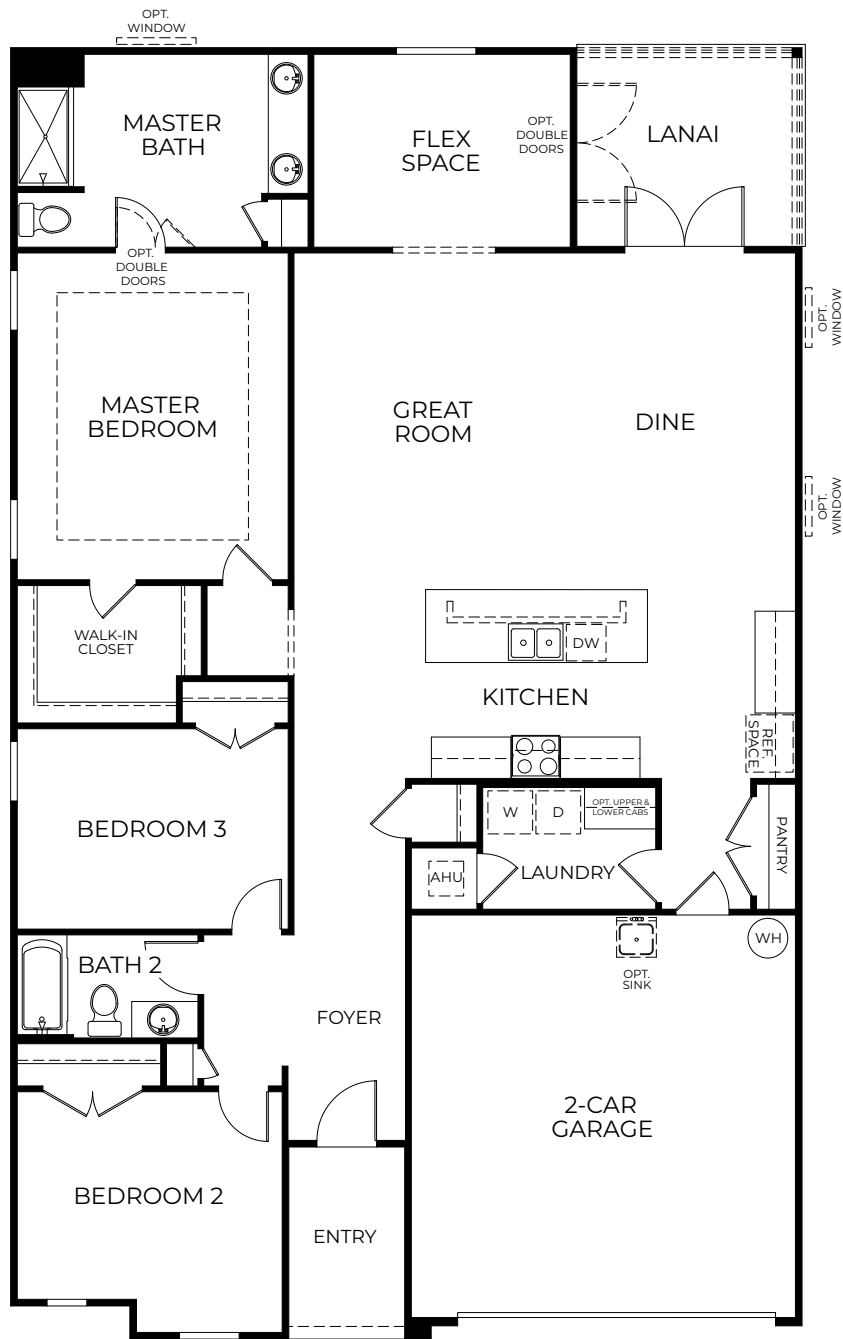 OPT.
WINDOW
MASTER
BATH
FLEX
SPACE
OPT.
DOUBLE
DOORS
LANAI
OPT.
DOUBLE
DOORS
OPT.
WINDOW
MASTER
BEDROOM
GREAT
ROOM
DINE
OPT.
WINDOW
WALK-IN
CLOSET
DW
KITCHEN
REF.
SPACE
BEDROOM 3
W
D
OPT. UPPER &
LOWER CABS
PANTRY
AHU
LAUNDRY
BATH 2
WH
OPT.
SINK
FOYER
2-CAR
GARAGE
BEDROOM 2
ENTRY